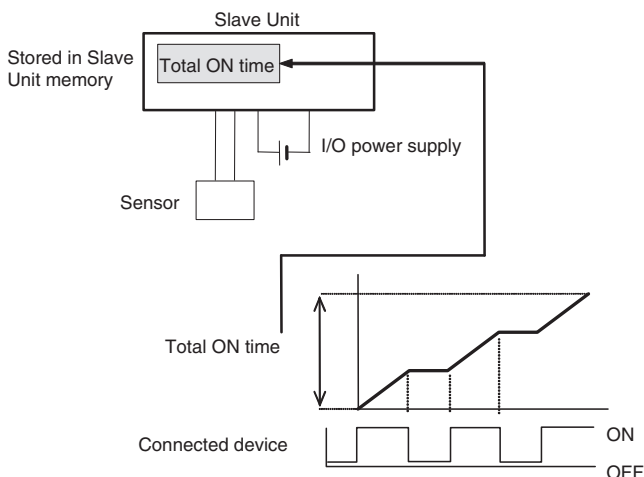 Slave Unit
Stored in Slave
Unit memory
Total ON time
I/O power supply
Sensor
Total ON time
Connected device
ON
OFF